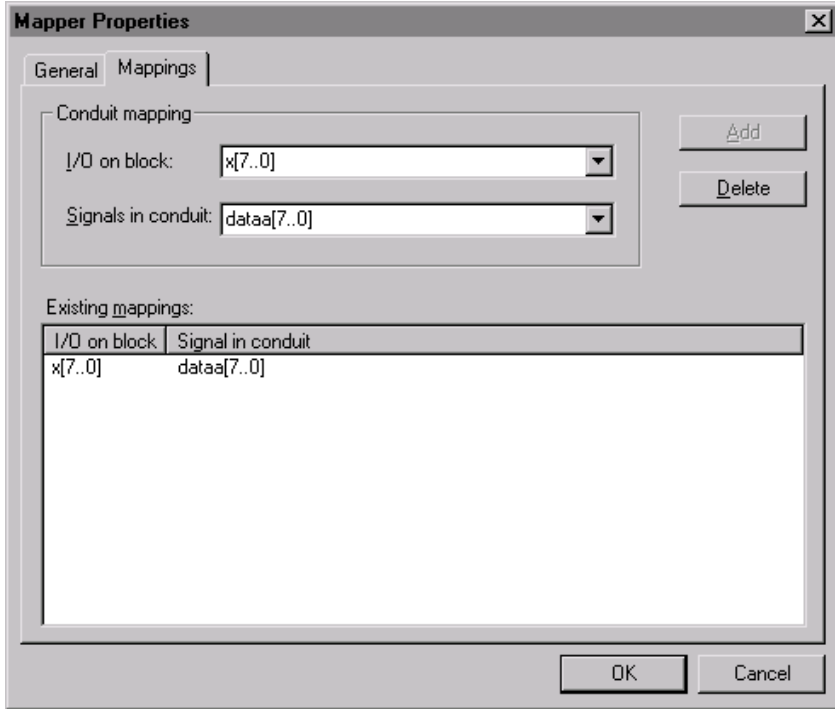 Mapper Properties
General Mappings
Conduit mapping
I/O on block: x[7..0]
Signals in conduit: dataa[7..0]
Add
Delete
Existing mappings:
I/O on block Signal in conduit
x[7..0] dataa[7..0]
OK Cancel